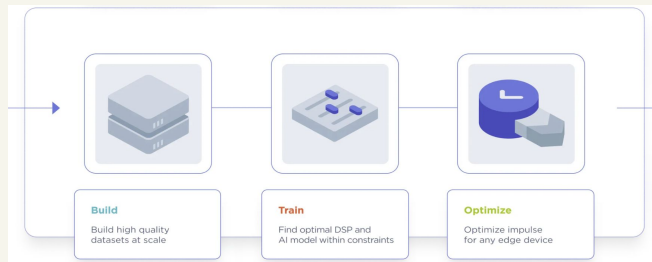 Build
Build high quality
datasets at scale
Train
Find optimal DSP and
AI model within constraints
Optimize
Optimize impulse
for any edge device